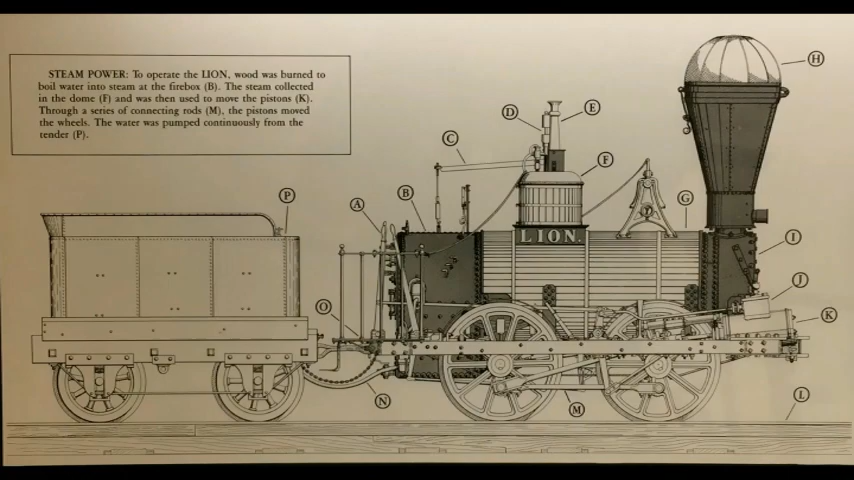 STEAM POWER: To operate the LION, wood was burned to
boil water into steam at the firebox (B). The steam collected
in the dome (F) and was then used to move the pistons (K).
Through a series of connecting rods (M), the pistons moved
the wheels. The water was pumped continuously from the
tender (P).
H
D
E
C
F
P
A
B
G
LION.
I
J
O
K
N
M
L